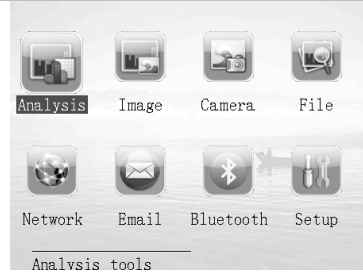 Analysis Image Camera File
Network Email Bluetooth Setup
Analysis tools